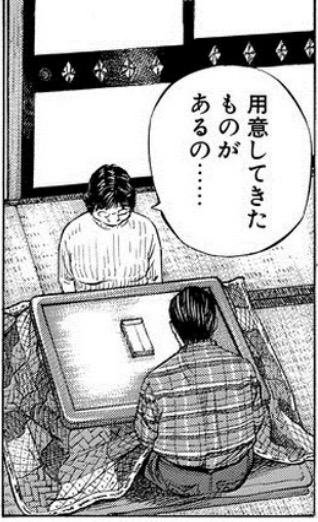 用意してきた
ものが
あるの……